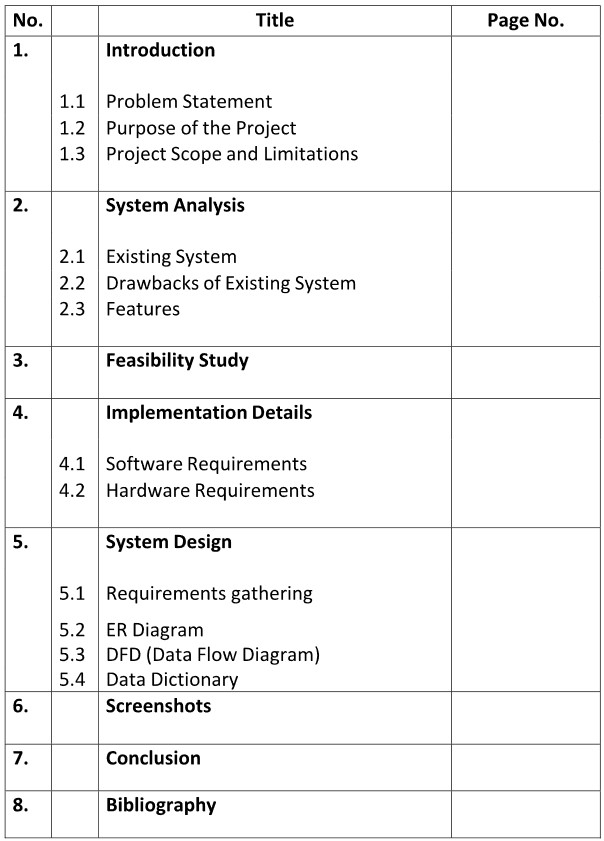 No. Title Page No.
1. Introduction
1.1 Problem Statement
1.2 Purpose of the Project
1.3 Project Scope and Limitations
2. System Analysis
2.1 Existing System
2.2 Drawbacks of Existing System
2.3 Features
3. Feasibility Study
4. Implementation Details
4.1 Software Requirements
4.2 Hardware Requirements
5. System Design
5.1 Requirements gathering
5.2 ER Diagram
5.3 DFD (Data Flow Diagram)
5.4 Data Dictionary
6. Screenshots
7. Conclusion
8. Bibliography